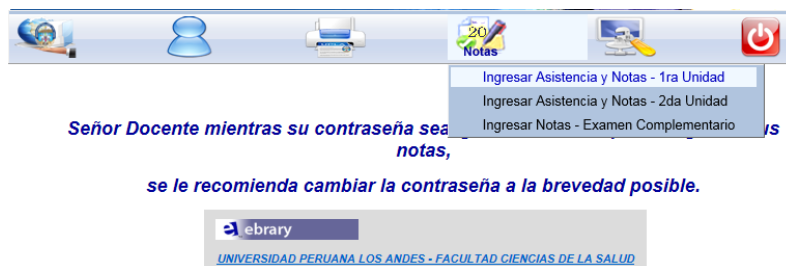 20
Notas
Ingresar Asistencia y Notas - 1ra Unidad
Ingresar Asistencia y Notas - 2da Unidad
Ingresar Notas - Examen Complementario
Señor Docente mientras su contraseña sea
notas,
se le recomienda cambiar la contraseña a la brevedad posible.
ebrary
UNIVERSIDAD PERUANA LOS ANDES - FACULTAD CIENCIAS DE LA SALUD